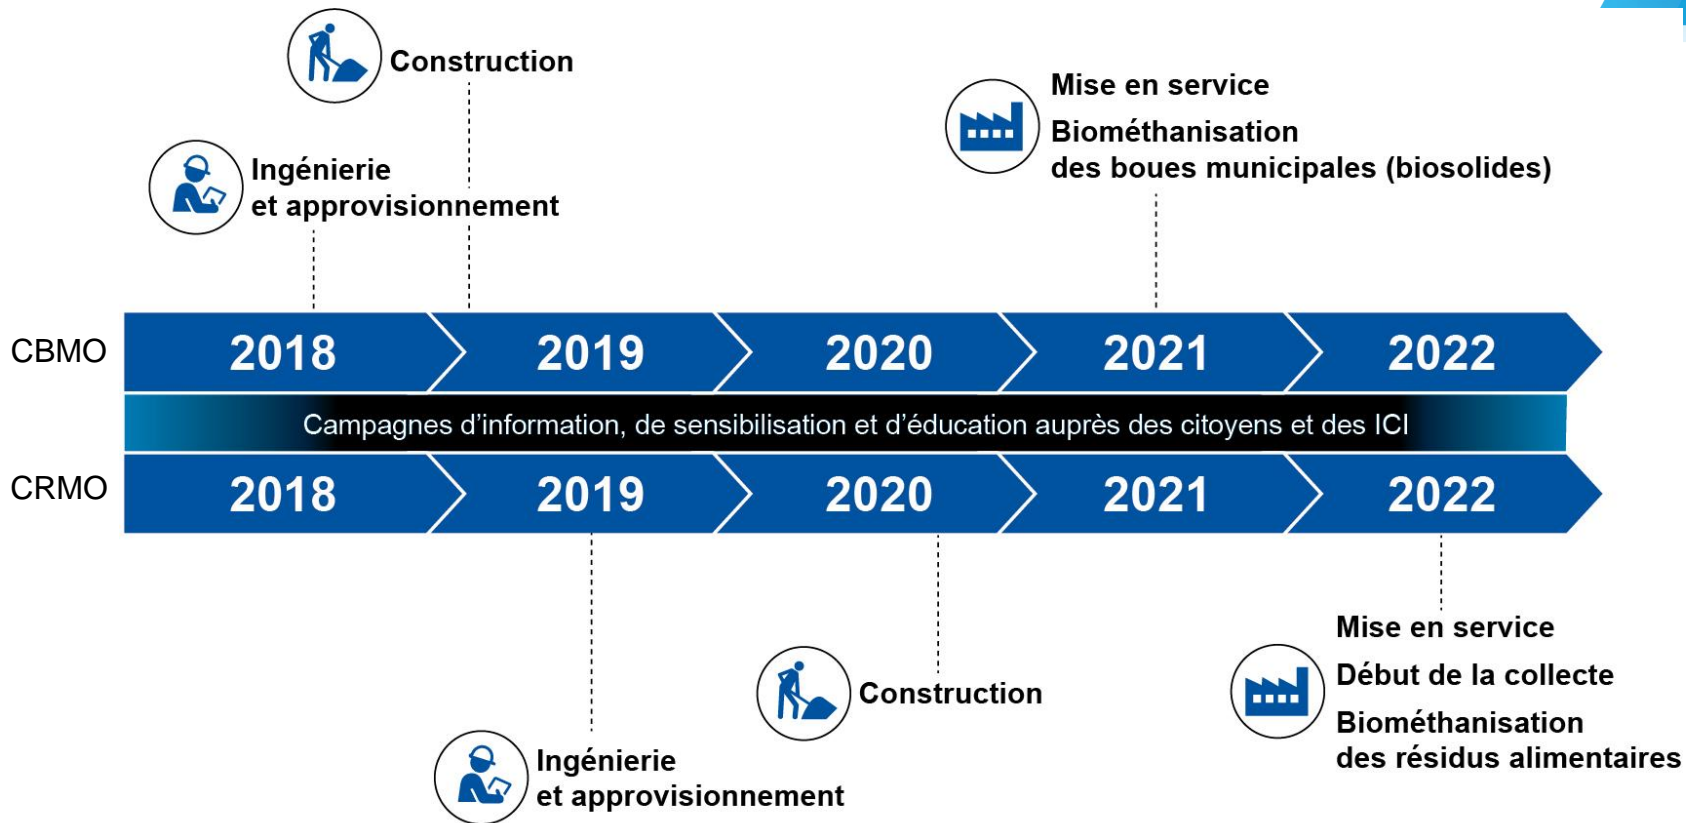 Construction
Mise en service
Biométhanisation
des boues municipales (biosolides)
Ingénierie
et approvisionnement
CBMO
2018
2019
2020
2021
2022
Campagnes d’information, de sensibilisation et d’éducation auprès des citoyens et des ICI
CRMO
2018
2019
2020
2021
2022
Mise en service
Début de la collecte
Biométhanisation
des résidus alimentaires
Construction
Ingénierie
et approvisionnement